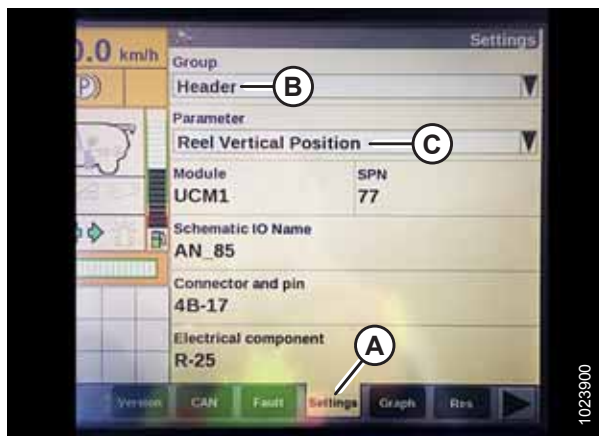 0.0 km/h
Settings
(P)
Group
Header
B
Parameter
Reel Vertical Position
C
Module SPN
UCM1 77
Schematic IO Name
AN_85
Connector and pin
4B-17
Electrical component
R-25
A
Version CAN Fault Settings Graph Res
1023900